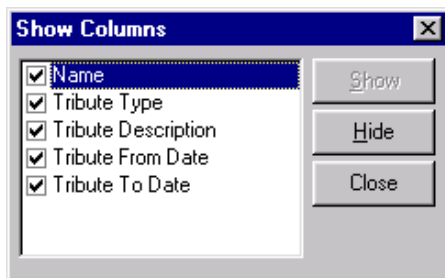 Show Columns
Name
Tribute Type
Tribute Description
Tribute From Date
Tribute To Date
Show
Hide
Close